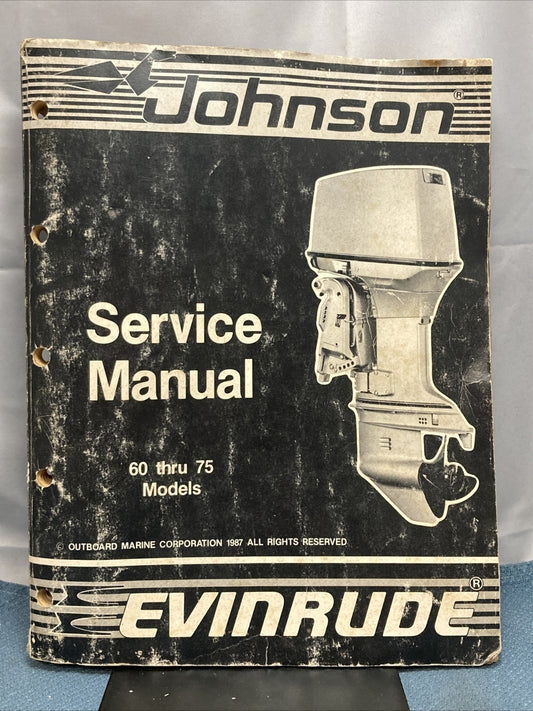 Johnson®
Service
Manual
60 thru 75
Models
© OUTBOARD MARINE CORPORATION 1987 ALL RIGHTS RESERVED
EVINRUDE®